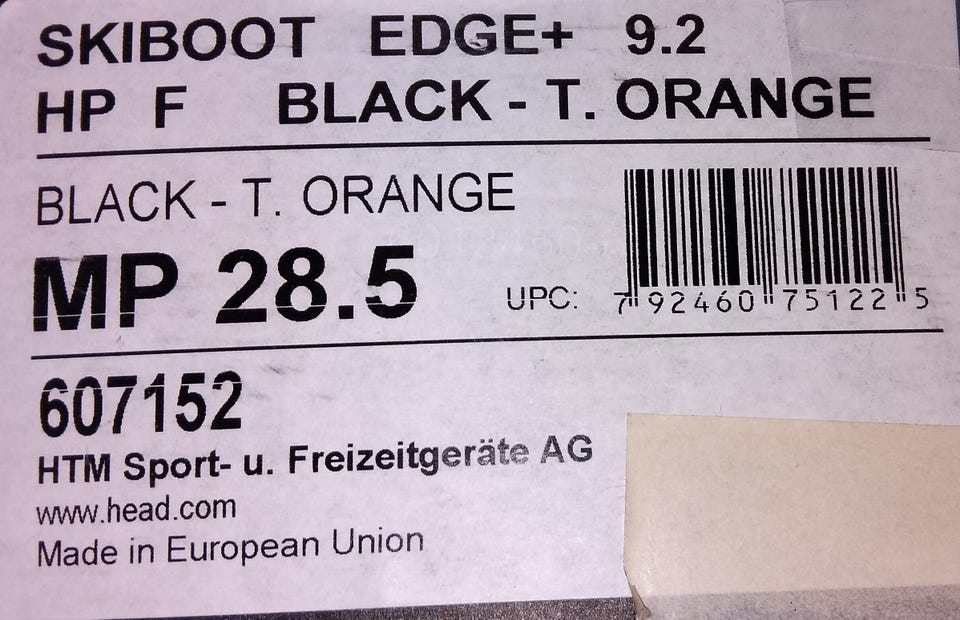 SKIBOOT EDGE+ 9.2
HP F BLACK - T. ORANGE
BLACK - T. ORANGE
MP 28.5
UPC: 7 92460 75122 5
607152
HTM Sport- u. Freizeitgeräte AG
www.head.com
Made in European Union